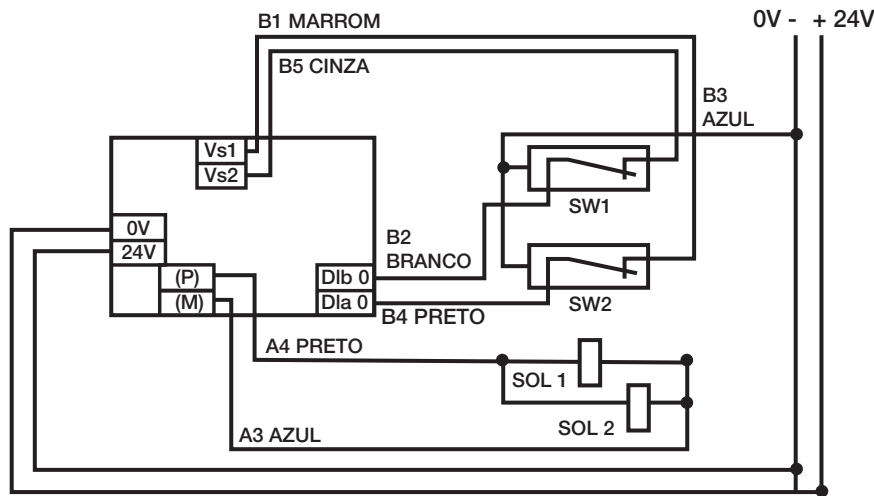 B1 MARROM
0V - + 24V
B5 CINZA
B3
AZUL
Vs1
Vs2
SW1
0V
24V
B2
BRANCO
(P)
(M)
DIb 0
DIa 0
SW2
B4 PRETO
A4 PRETO
SOL 1
SOL 2
A3 AZUL